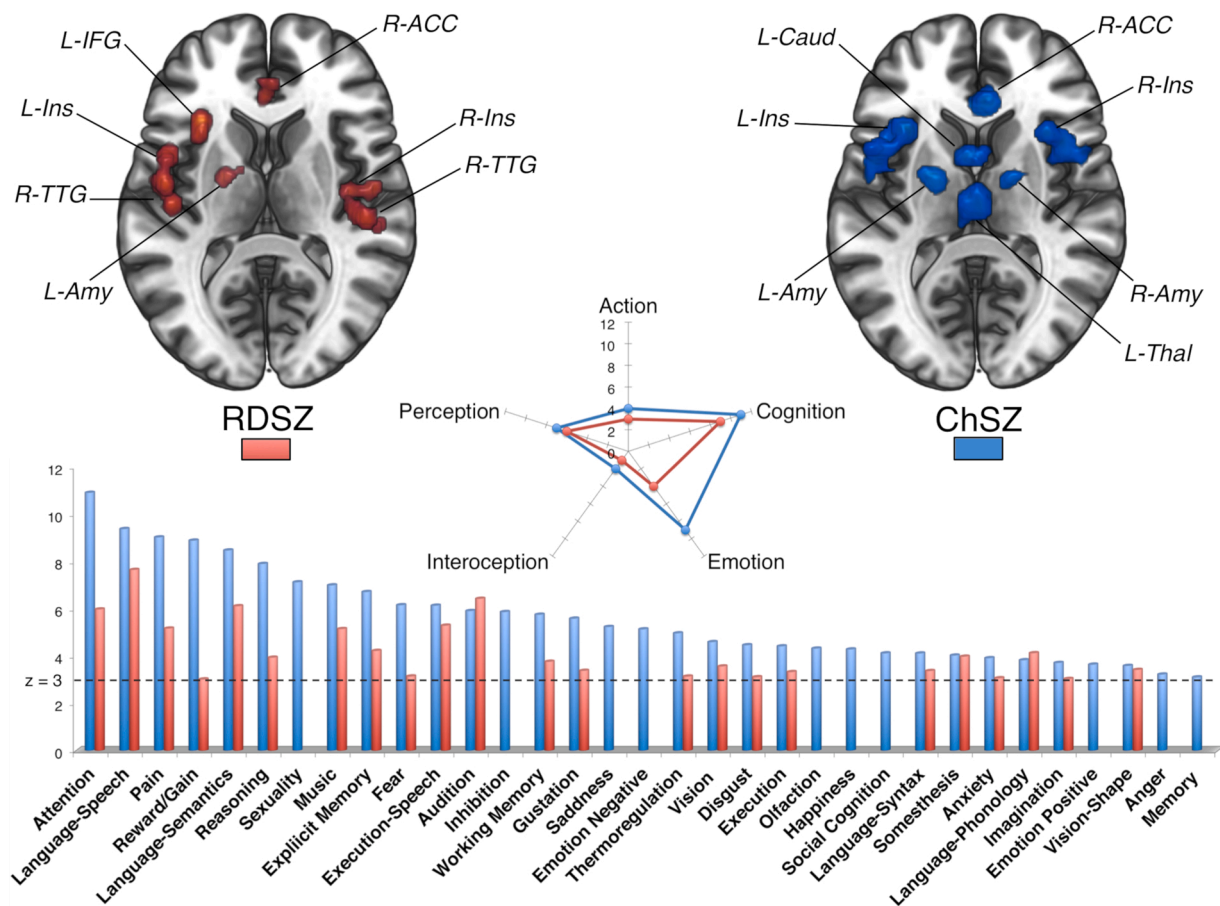 L-IFG
R-ACC
L-Ins
R-Ins
R-TTG
R-TTG
L-Amy
L-Caud
R-ACC
R-Ins
L-Ins
L-Amy
R-Amy
L-Thal
RDSZ
ChSZ
Action
12
10
8
6
4
2
0
Perception
Cognition
Interoception
Emotion
12
10
8
6
4
z = 3
2
0
Attention
Language-Speech
Pain
Reward/Gain
Language-Semantics
Reasoning
Sexuality
Music
Explicit Memory
Fear
Execution-Speech
Audition
Inhibition
Working Memory
Gustation
Saddness
Emotion Negative
Thermoregulation
Vision
Disgust
Execution
Olfaction
Happiness
Social Cognition
Language-Syntax
Somesthesis
Anxiety
Language-Phonology
Imagination
Emotion Positive
Vision-Shape
Anger
Memory